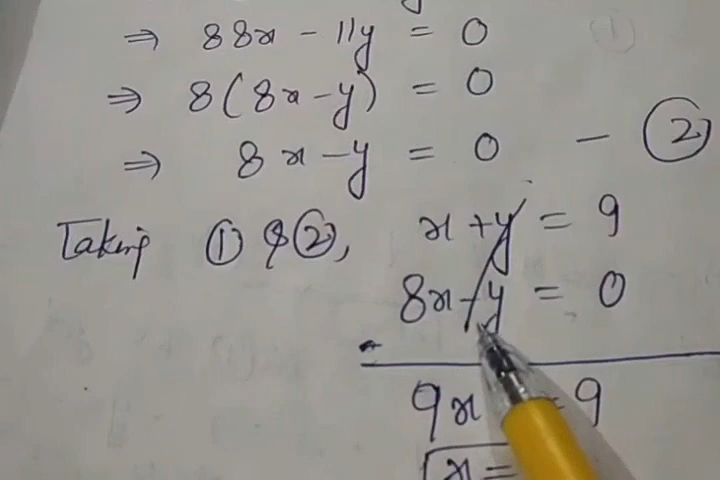 ⇒ 88x - 11y = 0
⇒ 8(8x-y) = 0
⇒ 8x-y = 0 - ②
Taking ① & ②, x+y = 9
8x-y = 0
9x = 9
x =